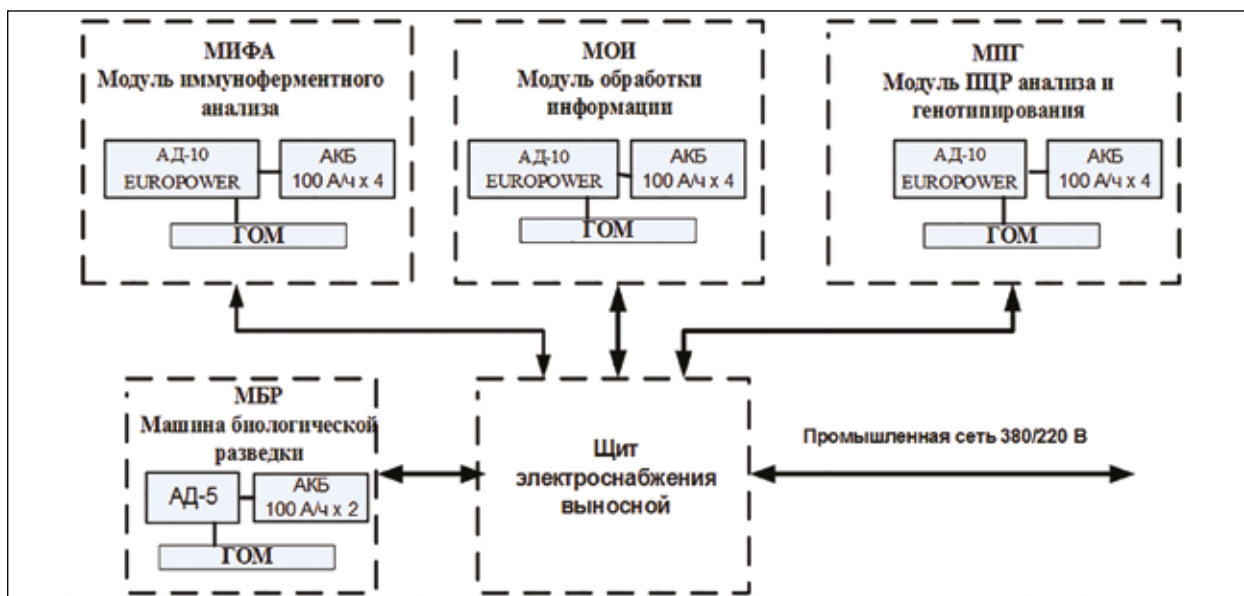 МИФА
Модуль иммуноферментного
анализа
АД-10
EUROPOWER
АКБ
100 А/ч х 4
ГОМ
МОИ
Модуль обработки
информации
АД-10
EUROPOWER
АКБ
100 А/ч х 4
ГОМ
МПГ
Модуль ПЦР анализа и
генотипирования
АД-10
EUROPOWER
АКБ
100 А/ч х 4
ГОМ
МБР
Машина биологической
разведки
АД-5
АКБ
100 А/ч х 2
ГОМ
Щит
электроснабжения
выносной
Промышленная сеть 380/220 В